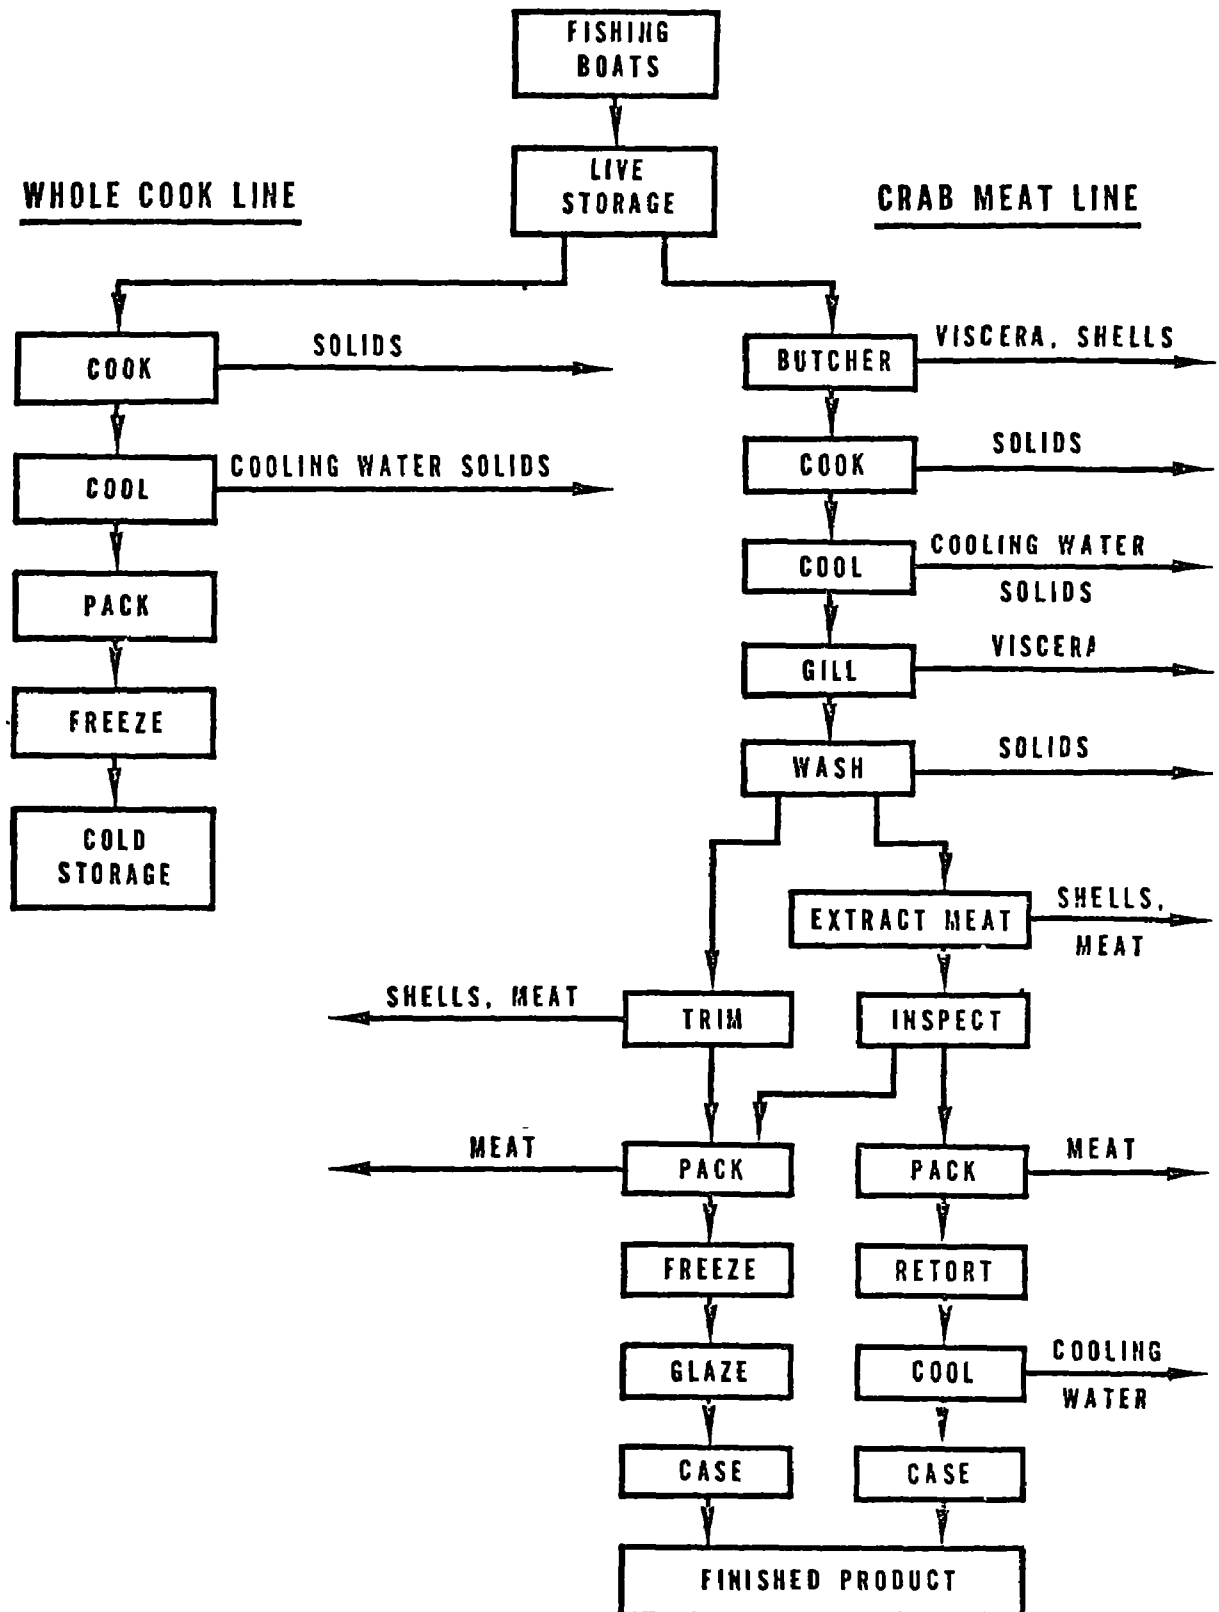 FISHING
BOATS
LIVE
STORAGE
WHOLE COOK LINE
CRAB MEAT LINE
COOK
SOLIDS
COOL
COOLING WATER SOLIDS
PACK
FREEZE
COLD
STORAGE
BUTCHER
VISCERA, SHELLS
COOK
SOLIDS
COOL
COOLING WATER
SOLIDS
GILL
VISCERA
WASH
SOLIDS
EXTRACT MEAT
SHELLS,
MEAT
SHELLS, MEAT
TRIM
INSPECT
MEAT
PACK
PACK
MEAT
FREEZE
RETORT
GLAZE
COOL
COOLING
WATER
CASE
CASE
FINISHED PRODUCT